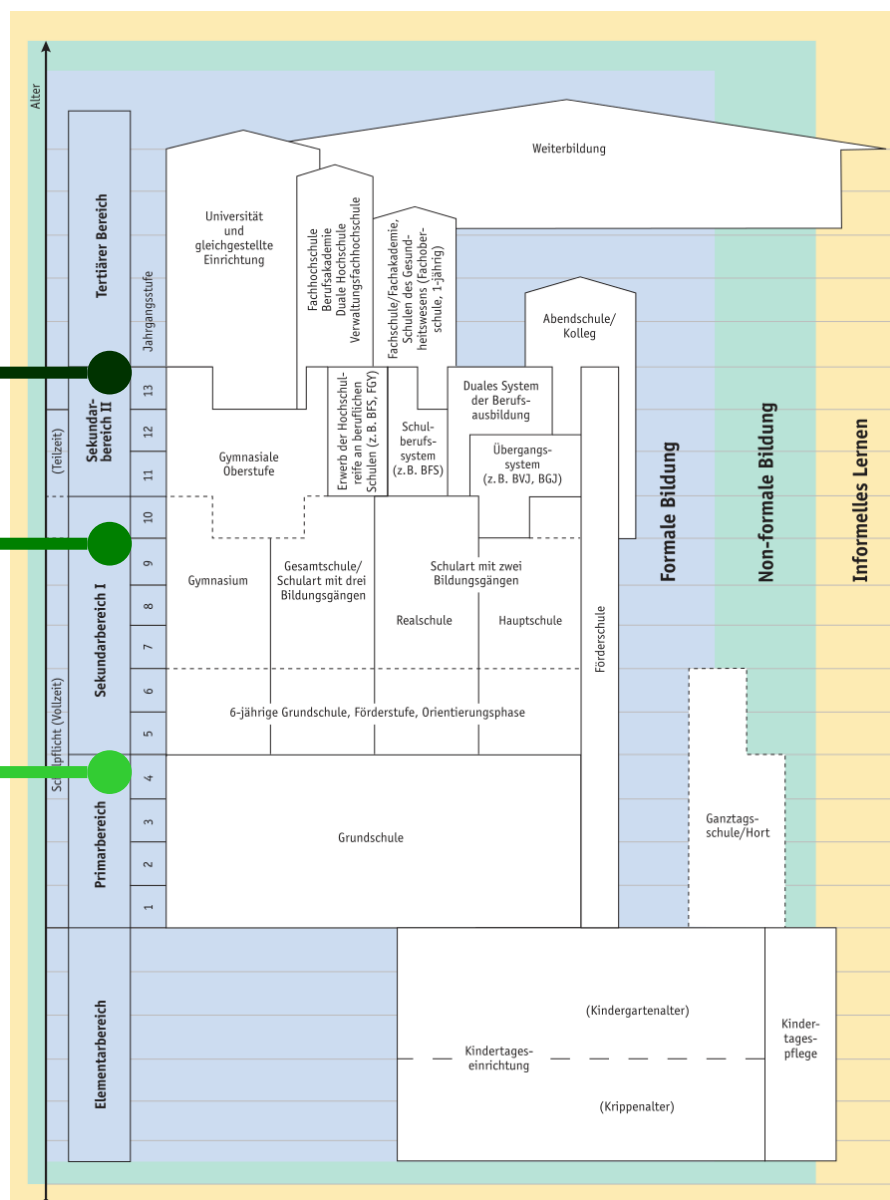 Alter
Weiterbildung
Tertiärer Bereich
Jahrgangsstufe
Universität
und
gleichgestellte
Einrichtung
Fachhochschule
Berufsakademie
Duale Hochschule
Verwaltungsfachhochschule
Fachschule/Fachakademie,
Schulen des Gesund-
heitswesens (Fachober-
schule, 1-jährig)
Abendschule/
Kolleg
(Teilzeit)
Sekundar-
bereich II
13
12
11
Gymnasiale
Oberstufe
Erwerb der Hochschul-
reife an beruflichen
Schulen (z.B. BFS, FGY)
Schul-
berufs-
system
(z.B. BFS)
Duales System
der Berufs-
ausbildung
Übergangs-
system
(z.B. BVJ, BGJ)
Formale Bildung
Non-formale Bildung
Informelles Lernen
Sekundarbereich I
10
9
8
7
6
5
Gymnasium
Gesamtschule/
Schulart mit drei
Bildungsgängen
Schulart mit zwei
Bildungsgängen
Realschule
Hauptschule
Förderschule
6-jährige Grundschule, Förderstufe, Orientierungsphase
(Vollzeit)
Primarbereich
4
3
2
1
Grundschule
Ganztags-
schule/Hort
Elementarbereich
(Kindergartenalter)
Kindertages-
einrichtung
(Krippenalter)
Kinder-
tages-
pflege